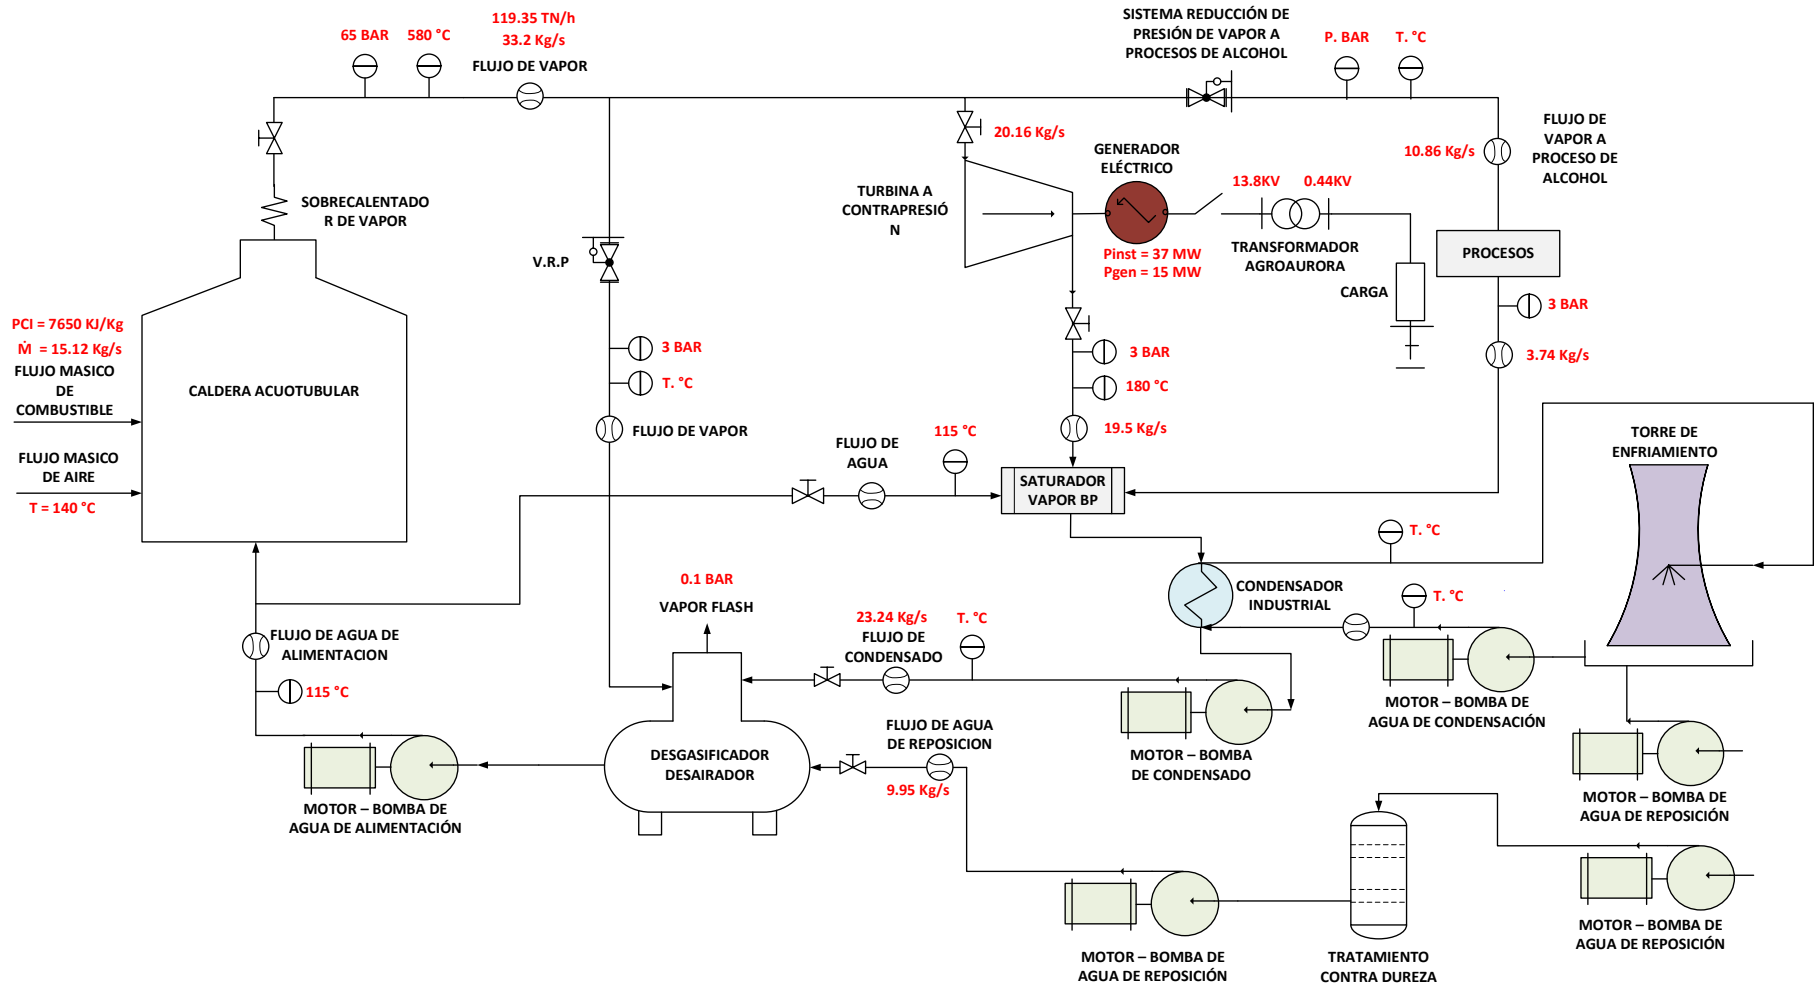 119.35 TN/h
33.2 Kg/s
FLUJO DE VAPOR
65 BAR
580 °C
SISTEMA REDUCCIÓN DE
PRESIÓN DE VAPOR A
PROCESOS DE ALCOHOL
P. BAR
T. °C
20.16 Kg/s
GENERADOR
ELÉCTRICO
13.8KV
0.44KV
10.86 Kg/s
FLUJO DE
VAPOR A
PROCESO DE
ALCOHOL
SOBRECALENTADO
R DE VAPOR
TURBINA A
CONTRAPRESIÓ
N
V.R.P
Pinst = 37 MW
Pgen = 15 MW
TRANSFORMADOR
AGROAURORA
CARGA
PROCESOS
3 BAR
3.74 Kg/s
PCI = 7650 KJ/Kg
Ṁ = 15.12 Kg/s
FLUJO MASICO
DE
COMBUSTIBLE
CALDERA ACUOTUBULAR
FLUJO MASICO
DE AIRE
T = 140 °C
3 BAR
T. °C
FLUJO DE VAPOR
3 BAR
180 °C
19.5 Kg/s
FLUJO DE
AGUA
115 °C
SATURADOR
VAPOR BP
TORRE DE
ENFRIAMIENTO
T. °C
CONDENSADOR
INDUSTRIAL
T. °C
0.1 BAR
VAPOR FLASH
23.24 Kg/s
FLUJO DE
CONDENSADO
T. °C
FLUJO DE AGUA DE
ALIMENTACION
115 °C
MOTOR – BOMBA DE
AGUA DE CONDENSACIÓN
FLUJO DE AGUA
DE REPOSICION
9.95 Kg/s
DESGASIFICADOR
DESAIRADOR
MOTOR – BOMBA
DE CONDENSADO
MOTOR – BOMBA DE
AGUA DE ALIMENTACIÓN
MOTOR – BOMBA DE
AGUA DE REPOSICIÓN
MOTOR – BOMBA DE
AGUA DE REPOSICIÓN
TRATAMIENTO
CONTRA DUREZA
MOTOR – BOMBA DE
AGUA DE REPOSICIÓN